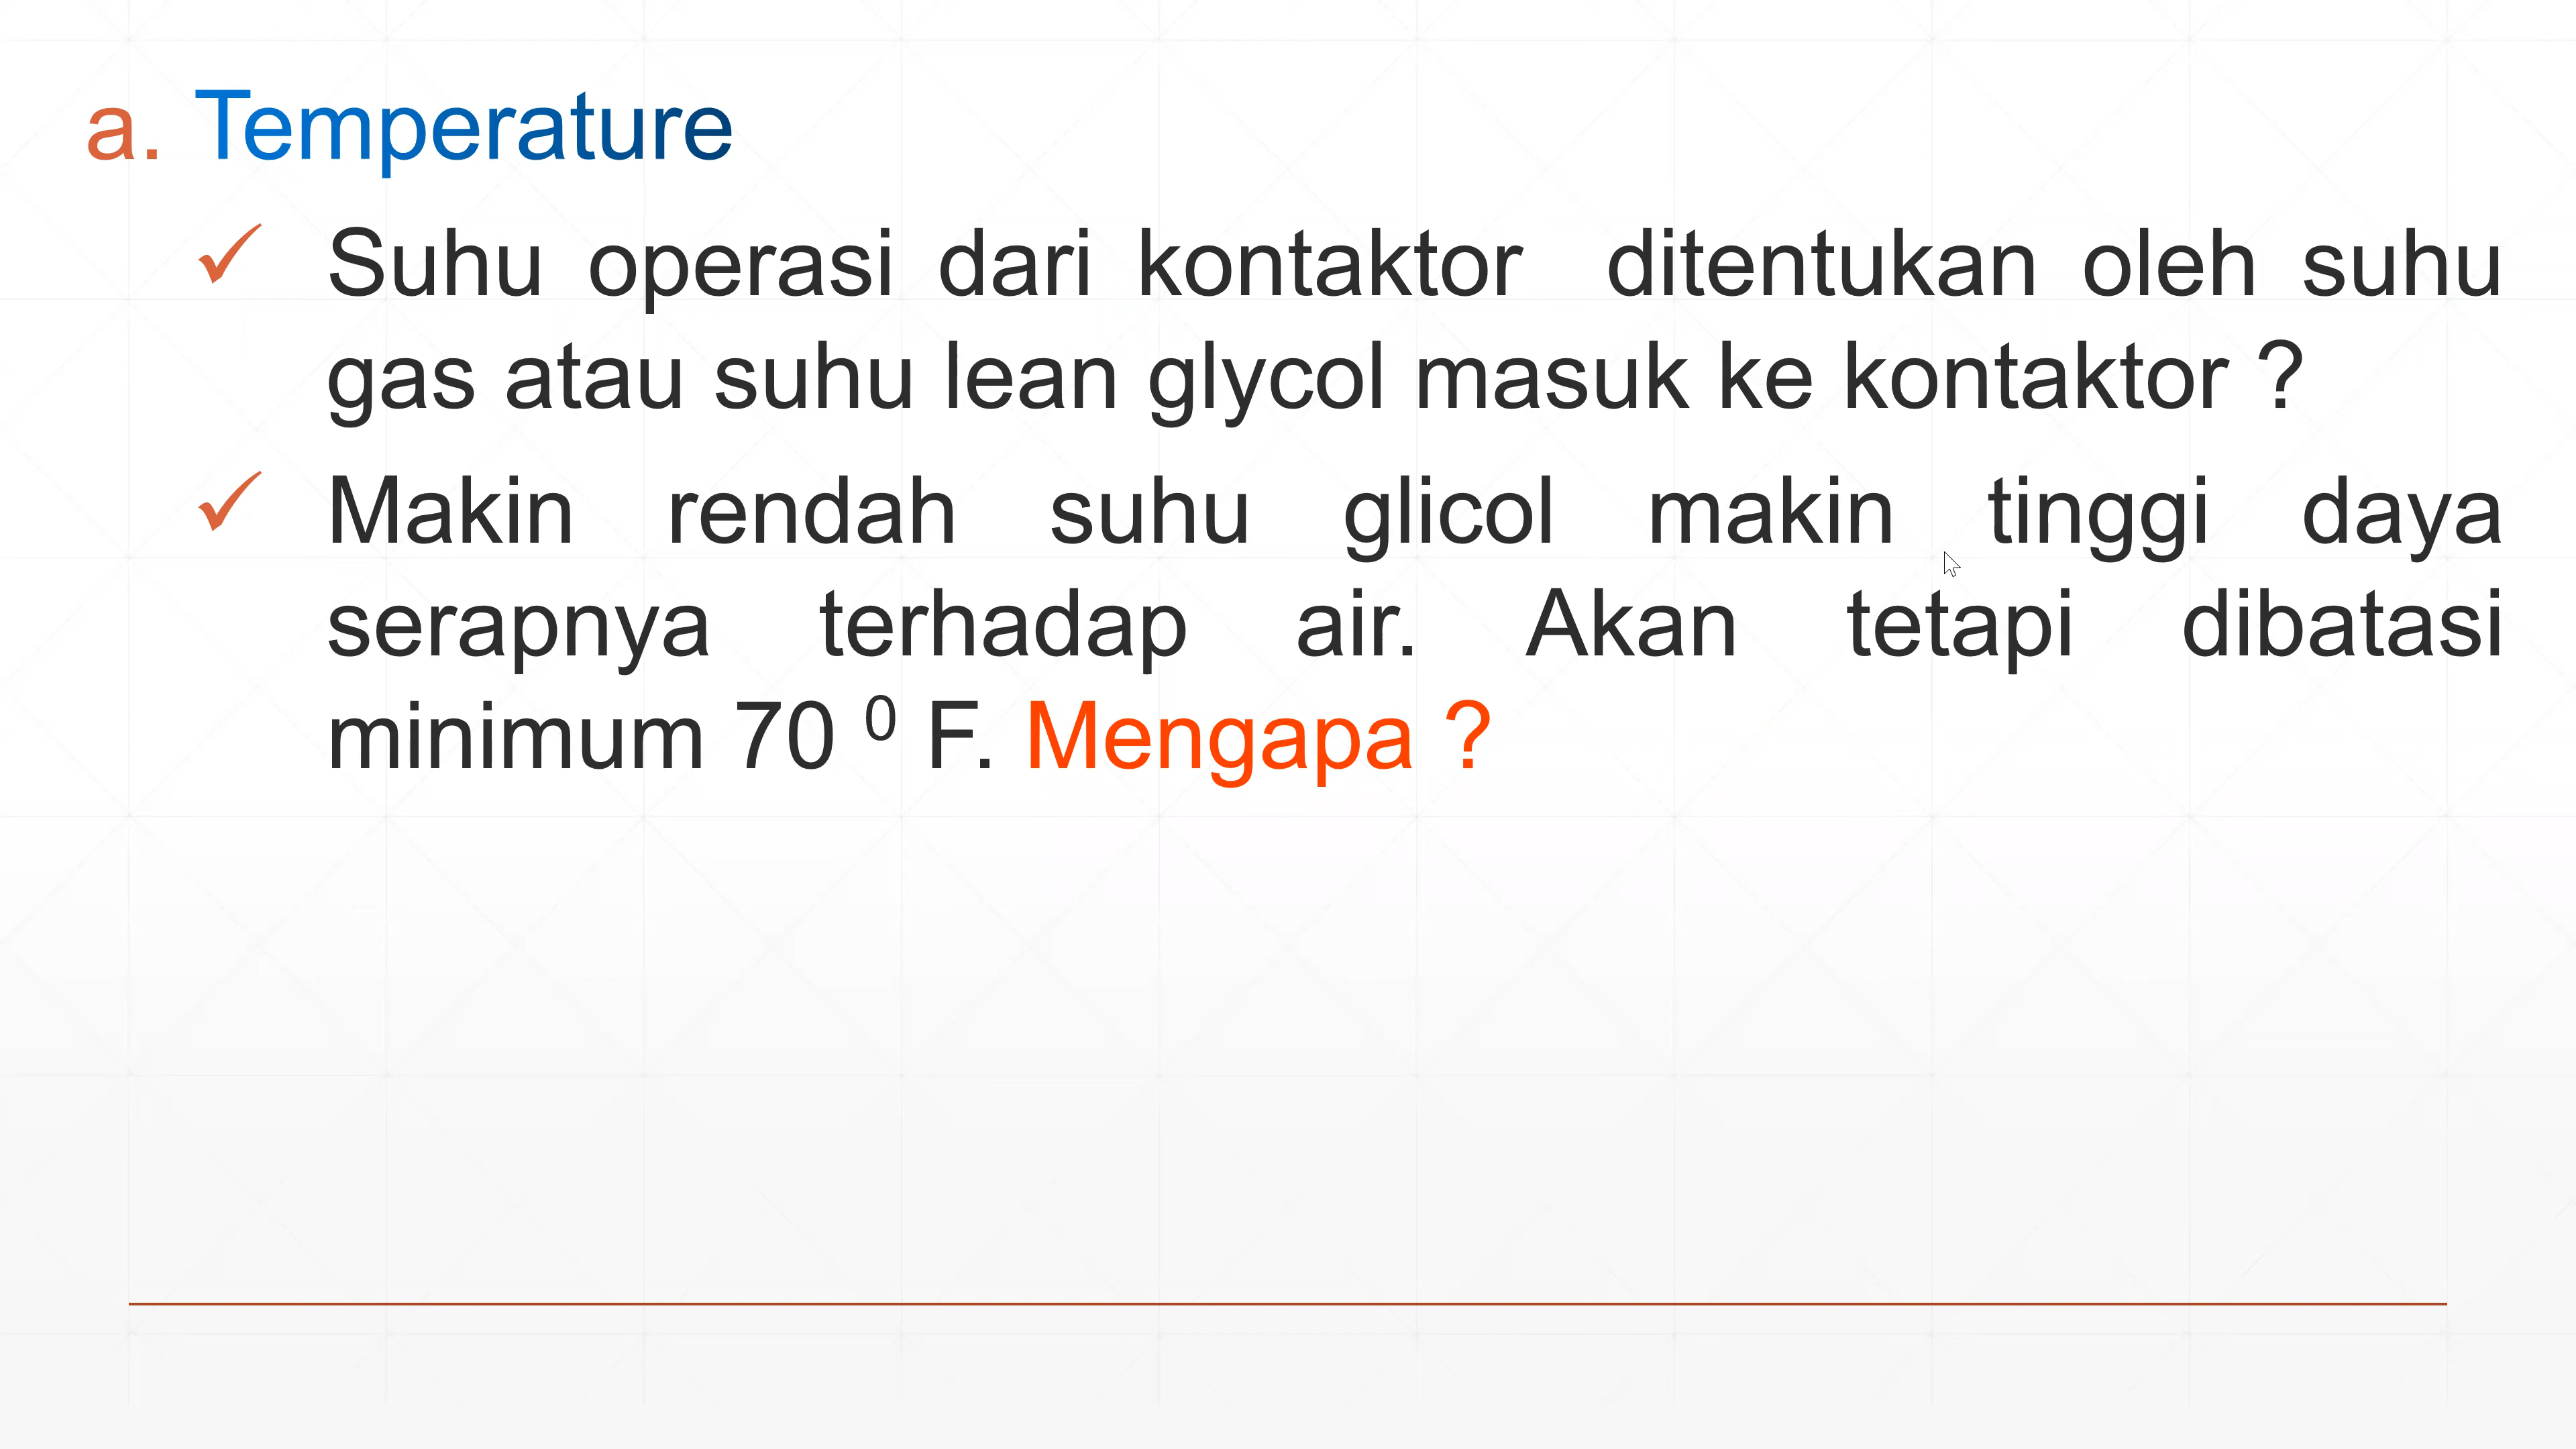 a. Temperature
✓ Suhu operasi dari kontaktor ditentukan oleh suhu
gas atau suhu lean glycol masuk ke kontaktor ?
✓ Makin rendah suhu glicol makin tinggi daya
serapnya terhadap air. Akan tetapi dibatasi
minimum 70 ⁰ F. Mengapa ?